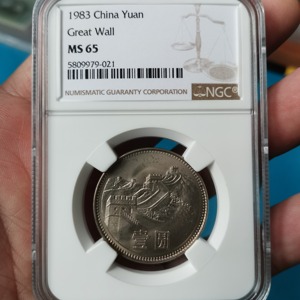 1983 China Yuan
Great Wall
MS 65
5809979-021
NUMISMATIC GUARANTY CORPORATION
NGC
壹圆